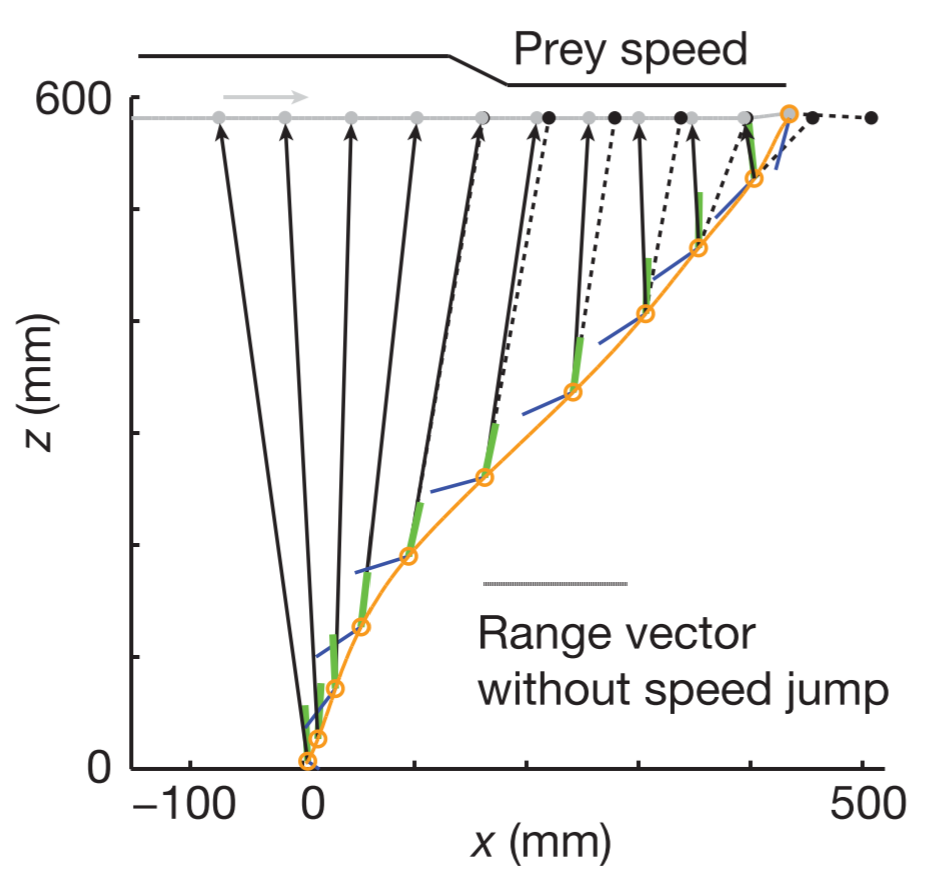 Prey speed
600
z (mm)
Range vector
without speed jump
0
−100 0 500
x (mm)